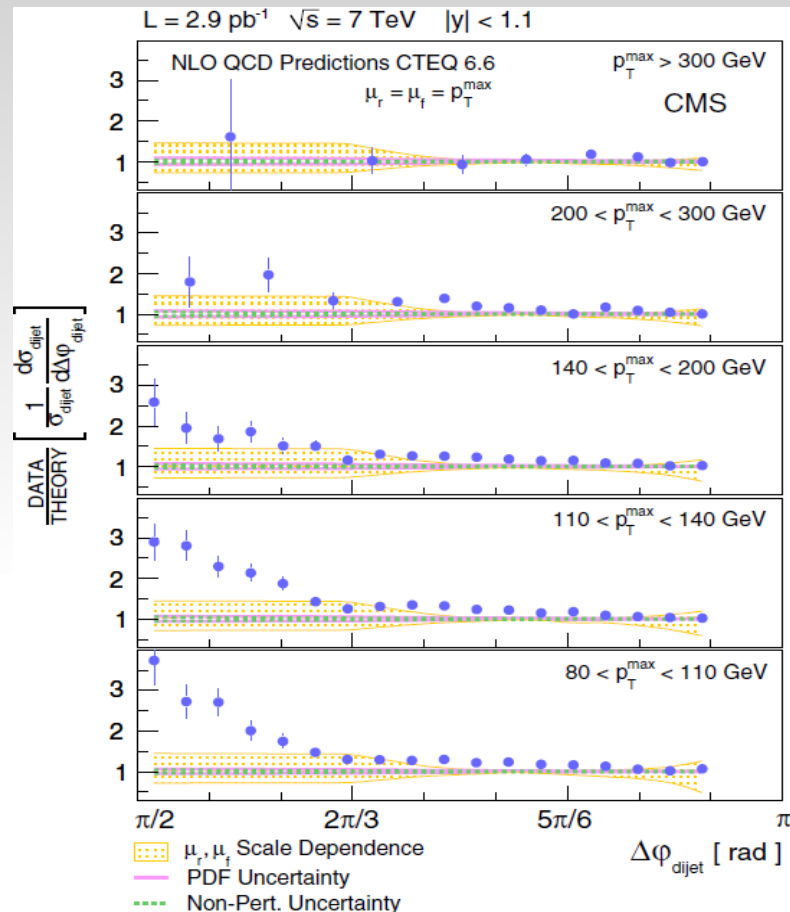 L = 2.9 pb⁻¹ √s = 7 TeV |y| < 1.1
NLO QCD Predictions CTEQ 6.6
μ_r = μ_f = p_T^max
p_T^max > 300 GeV
CMS
3
2
1
200 < p_T^max < 300 GeV
3
2
1
140 < p_T^max < 200 GeV
3
2
1
110 < p_T^max < 140 GeV
3
2
1
80 < p_T^max < 110 GeV
3
2
1
DATA/THEORY [1/σ_dijet dσ_dijet/dΔφ_dijet]
π/2 2π/3 5π/6 π
Δφ_dijet [ rad ]
μ_r, μ_f Scale Dependence
PDF Uncertainty
Non-Pert. Uncertainty